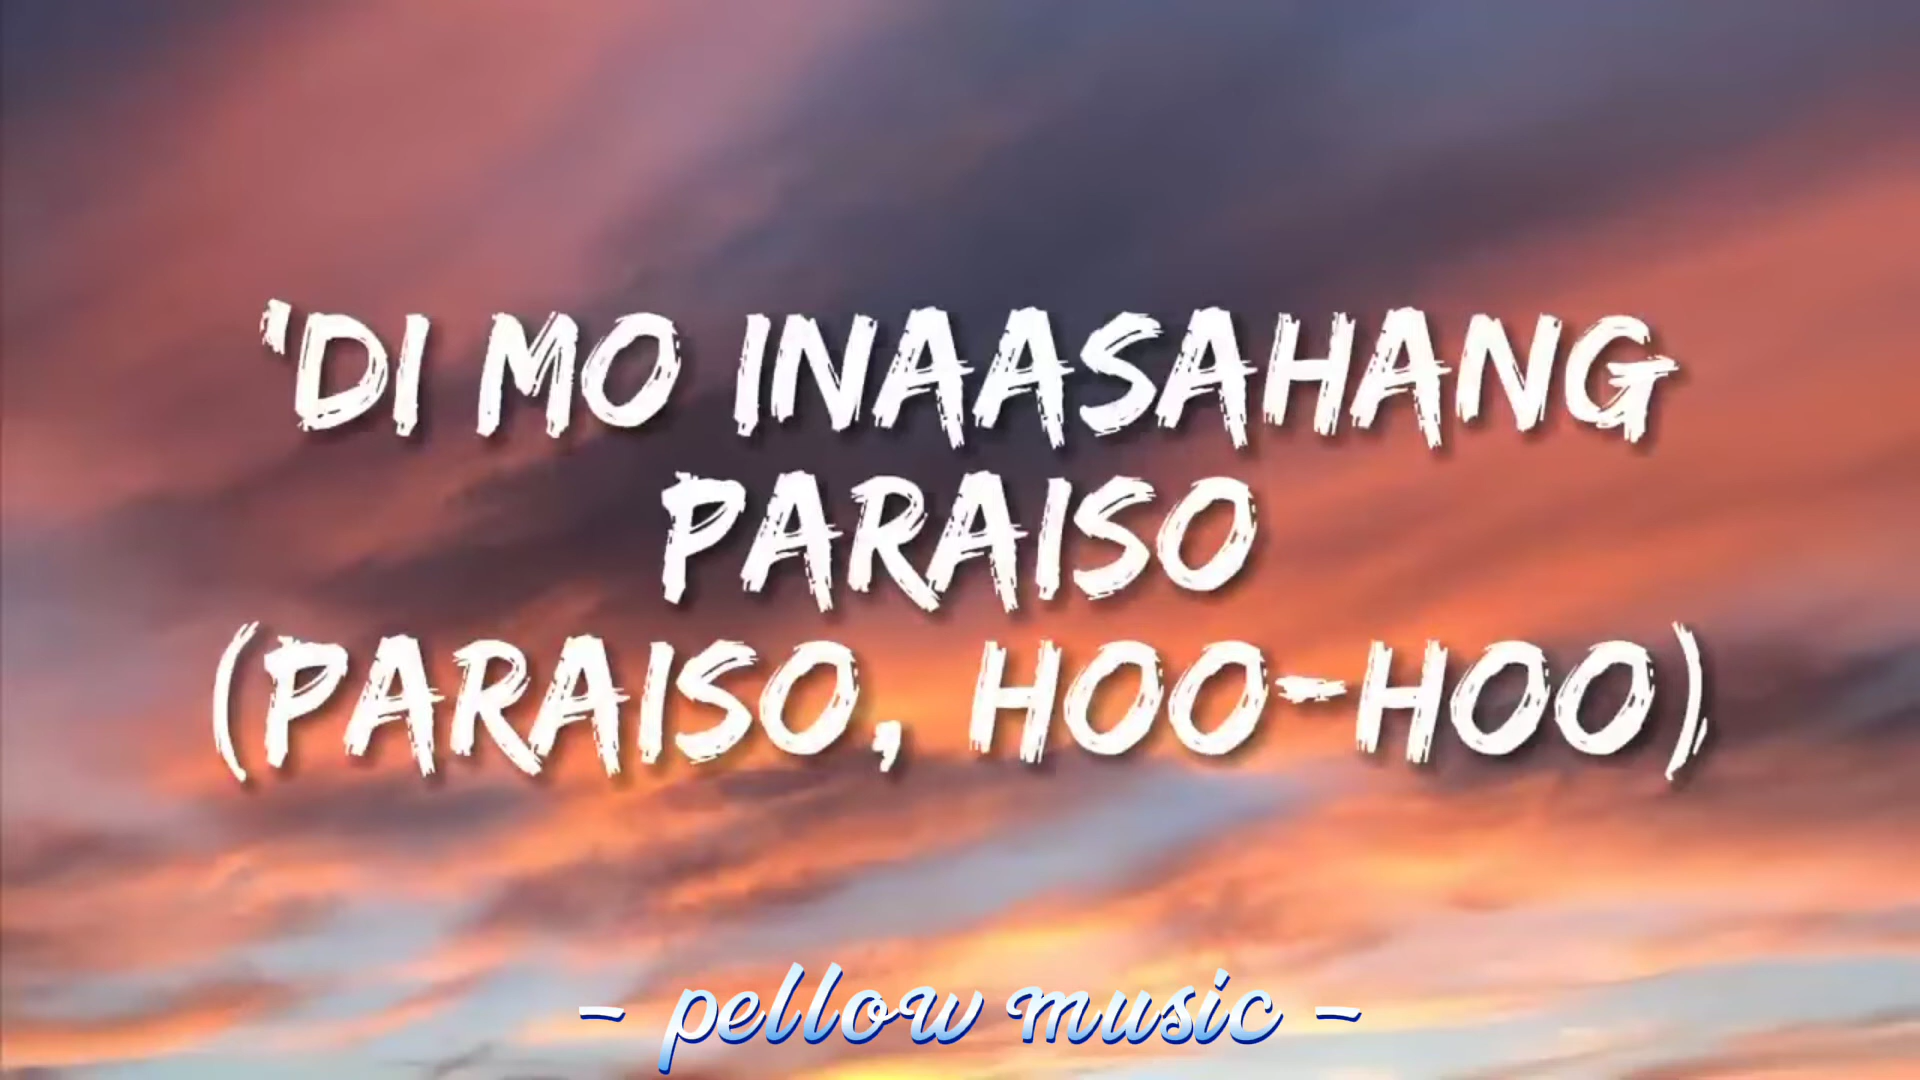 'DI MO INAASAHANG
PARAISO
(PARAISO, HOO-HOO)
- pellow music -